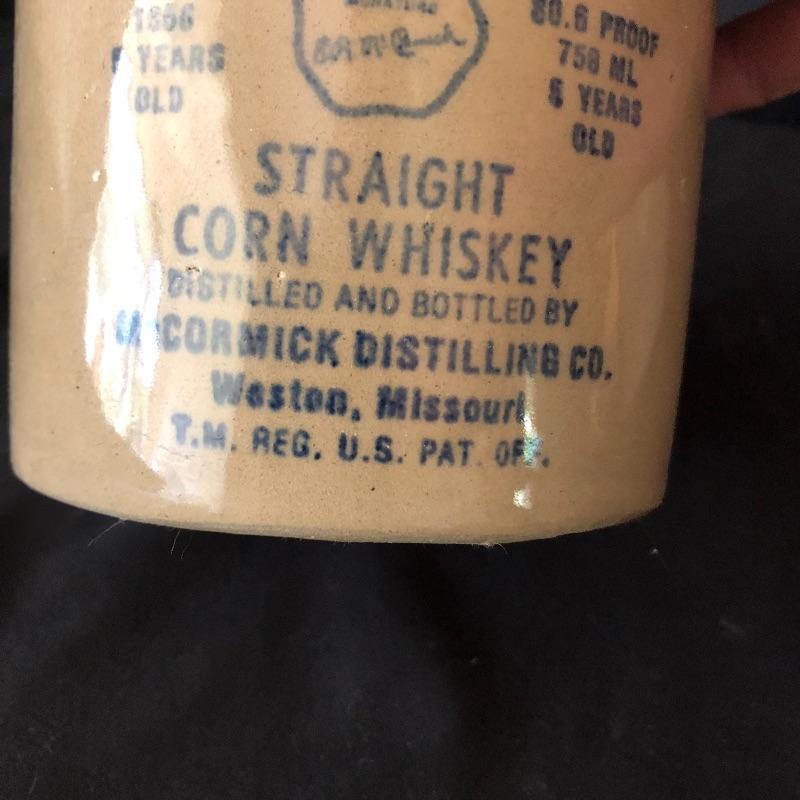 1856
YEARS
OLD
80.6 PROOF
750 ML
5 YEARS
OLD
STRAIGHT
CORN WHISKEY
DISTILLED AND BOTTLED BY
McCORMICK DISTILLING CO.
Weston, Missouri
T.M. REG. U.S. PAT. OFF.